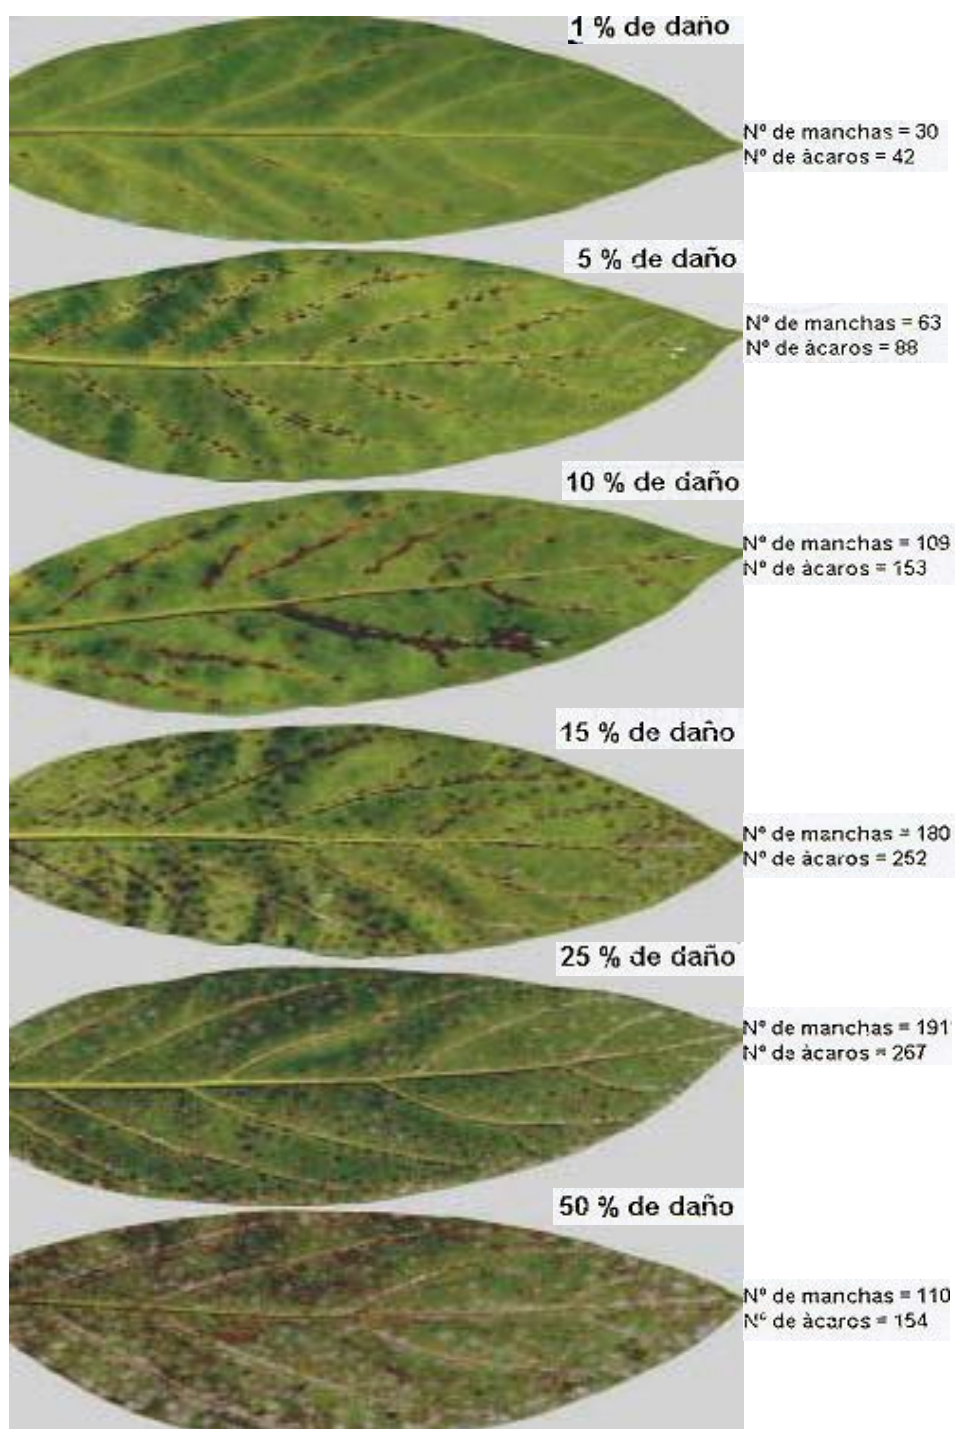 1 % de daño
Nº de manchas = 30
Nº de àcaros = 42
5 % de daño
Nº de manchas = 63
Nº de àcaros = 88
10 % de daño
Nº de manchas = 109
Nº de àcaros = 153
15 % de daño
Nº de manchas = 180
Nº de àcaros = 252
25 % de daño
Nº de manchas = 191
Nº de àcaros = 267
50 % de daño
Nº de manchas = 110
Nº de àcaros = 154